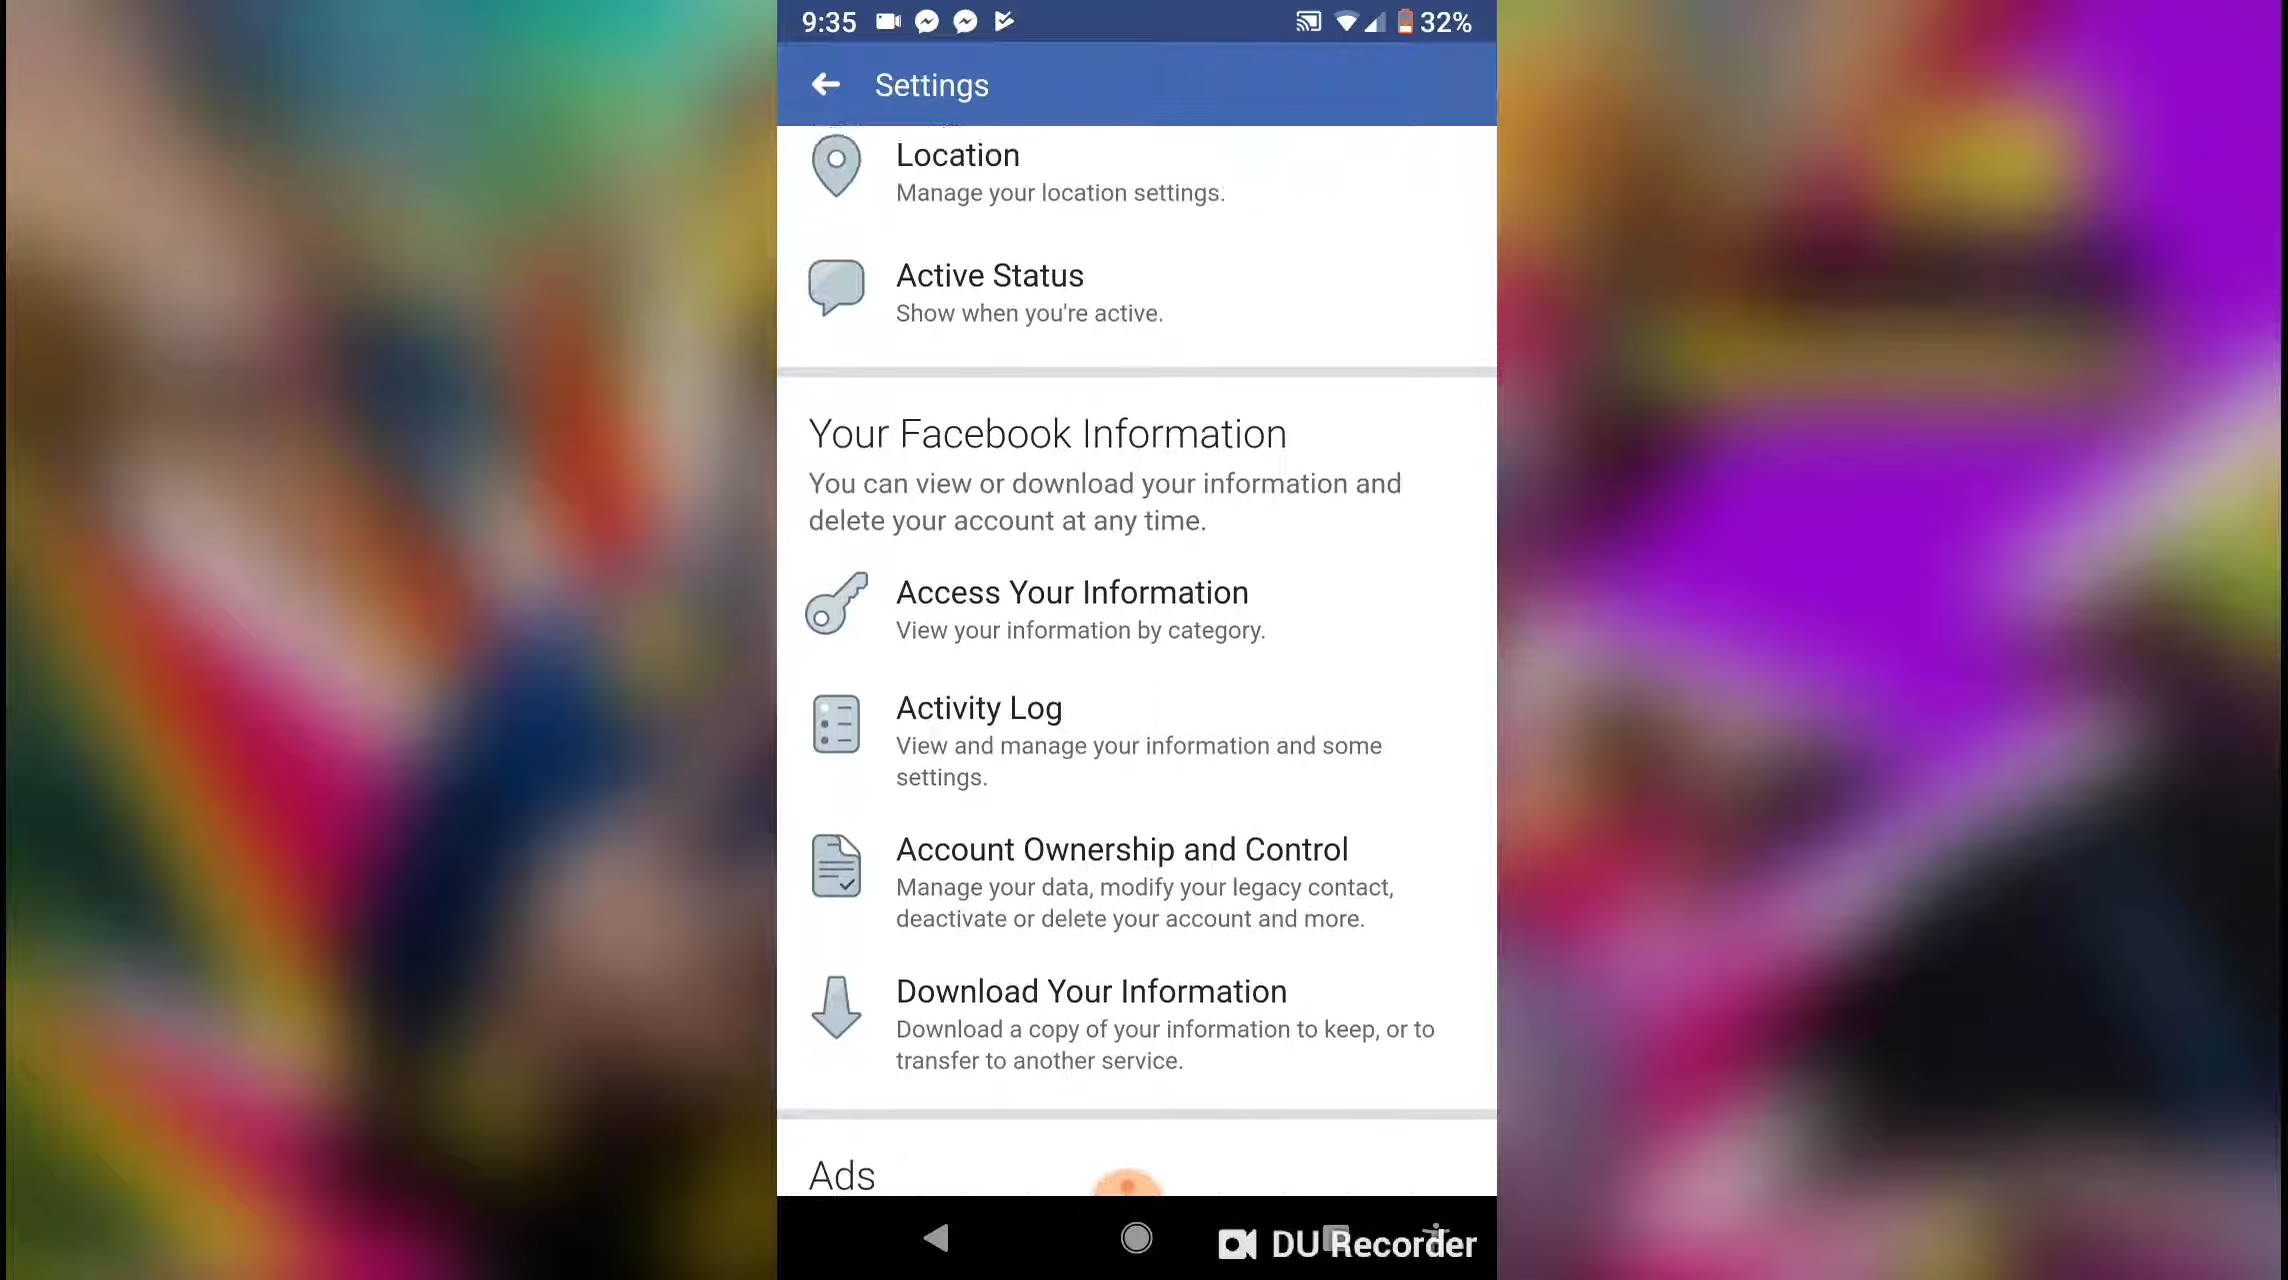 9:35
32%
Settings
Location
Manage your location settings.
Active Status
Show when you're active.
Your Facebook Information
You can view or download your information and
delete your account at any time.
Access Your Information
View your information by category.
Activity Log
View and manage your information and some
settings.
Account Ownership and Control
Manage your data, modify your legacy contact,
deactivate or delete your account and more.
Download Your Information
Download a copy of your information to keep, or to
transfer to another service.
Ads
DU Recorder